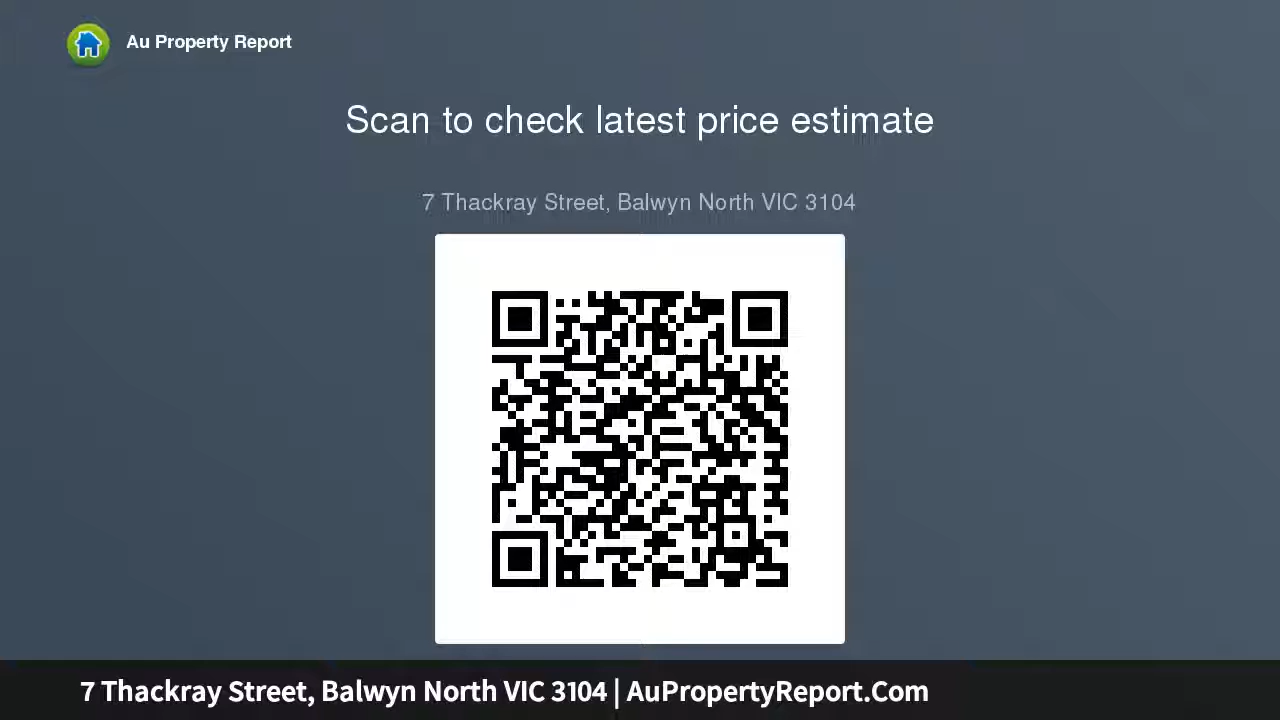 Au Property Report
Scan to check latest price estimate
7 Thackray Street, Balwyn North VIC 3104
7 Thackray Street, Balwyn North VIC 3104 | AuPropertyReport.Com